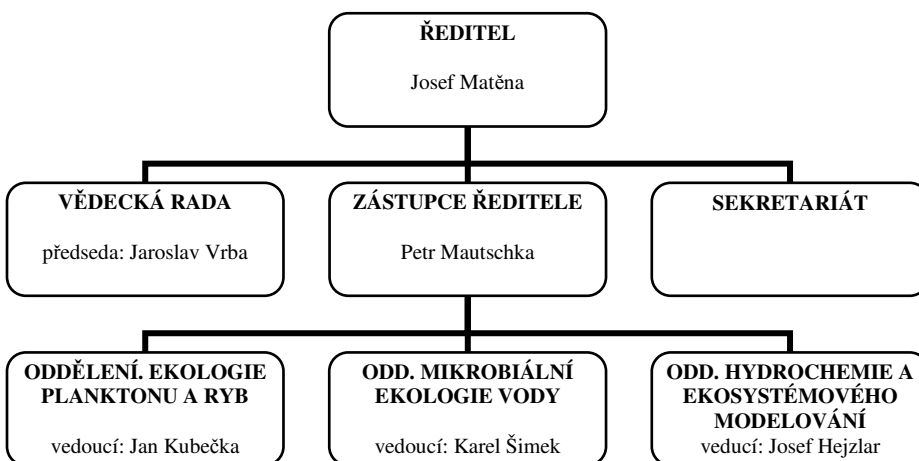 ŘEDITEL
Josef Matěna
VĚDECKÁ RADA
předseda: Jaroslav Vrba
ZÁSTUPCE ŘEDITELE
Petr Mautschka
SEKRETARIÁT
ODDĚLENÍ. EKOLOGIE
PLANKTONU A RYB
vedoucí: Jan Kubečka
ODD. MIKROBIÁLNÍ
EKOLOGIE VODY
vedoucí: Karel Šimek
ODD. HYDROCHEMIE A
EKOSYSTÉMOVÉHO
MODELOVÁNÍ
veducí: Josef Hejzlar